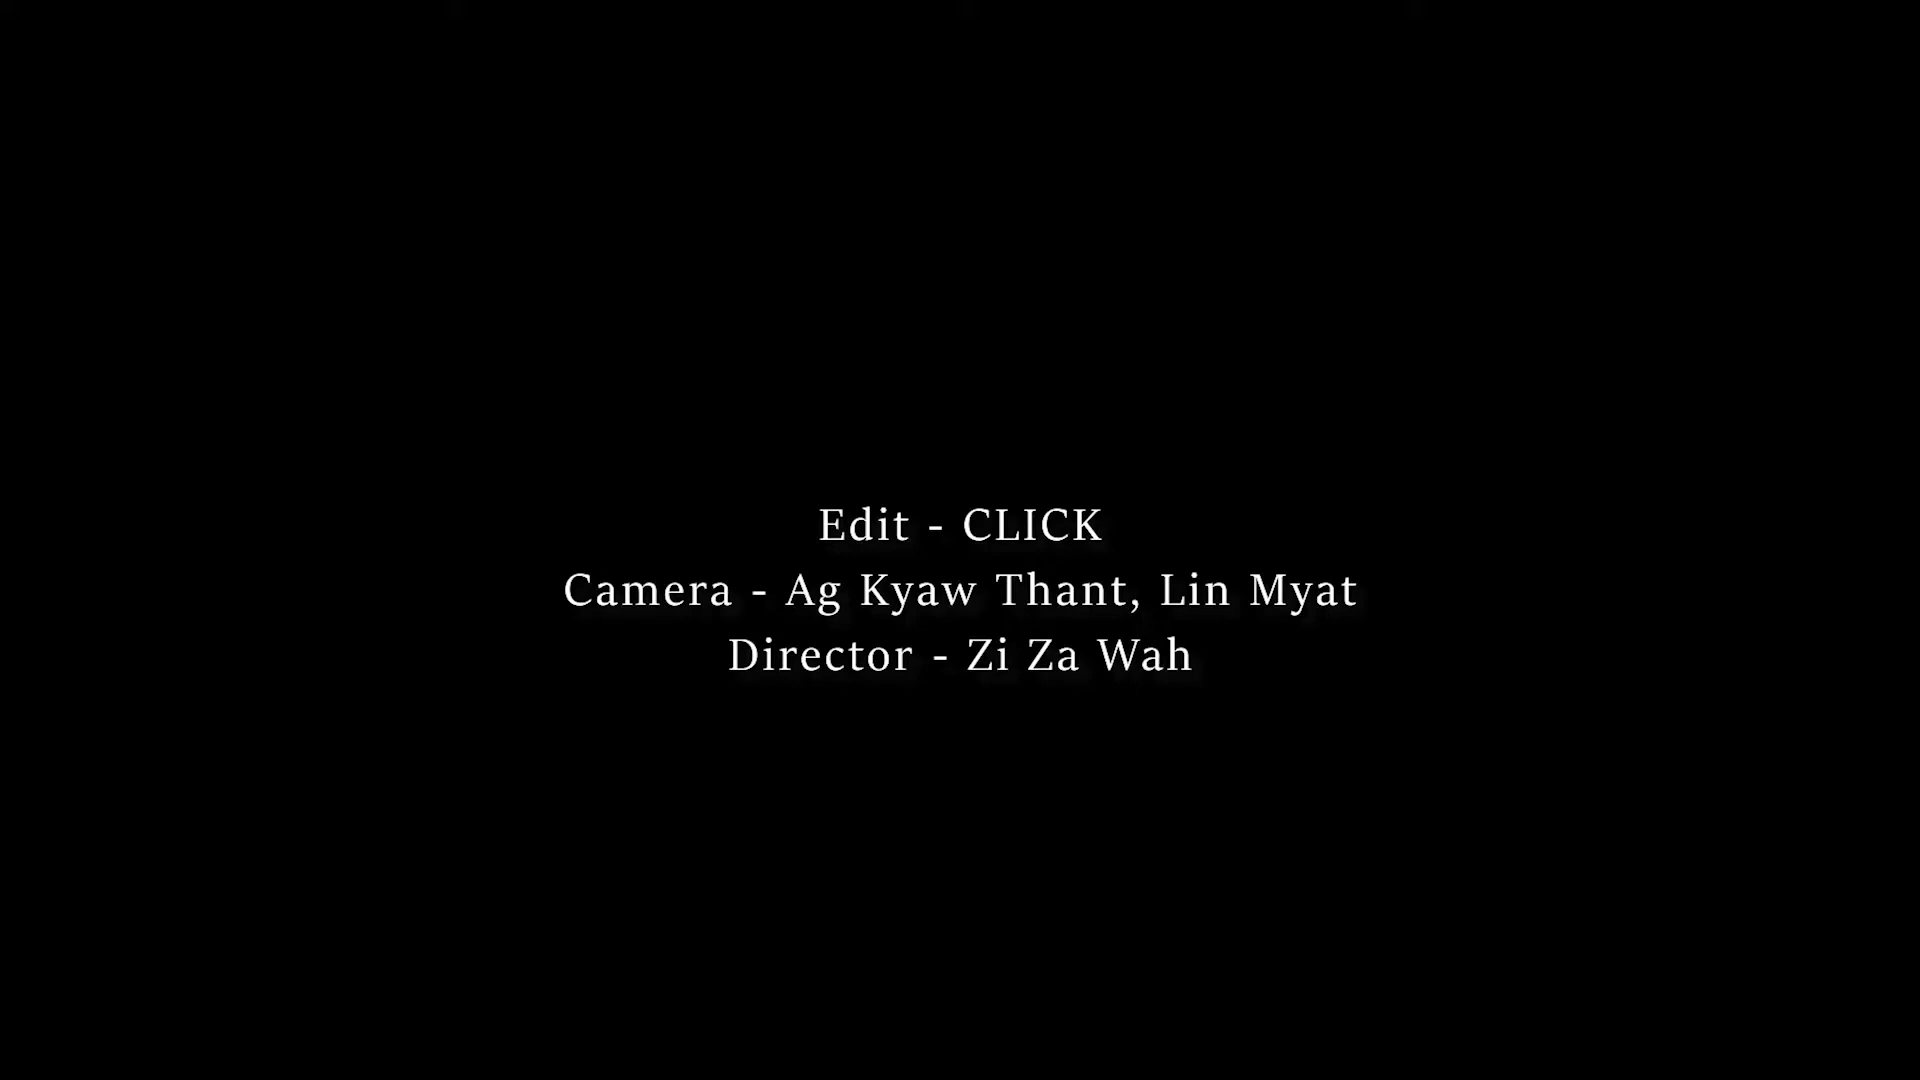 Edit - CLICK
Camera - Ag Kyaw Thant, Lin Myat
Director - Zi Za Wah